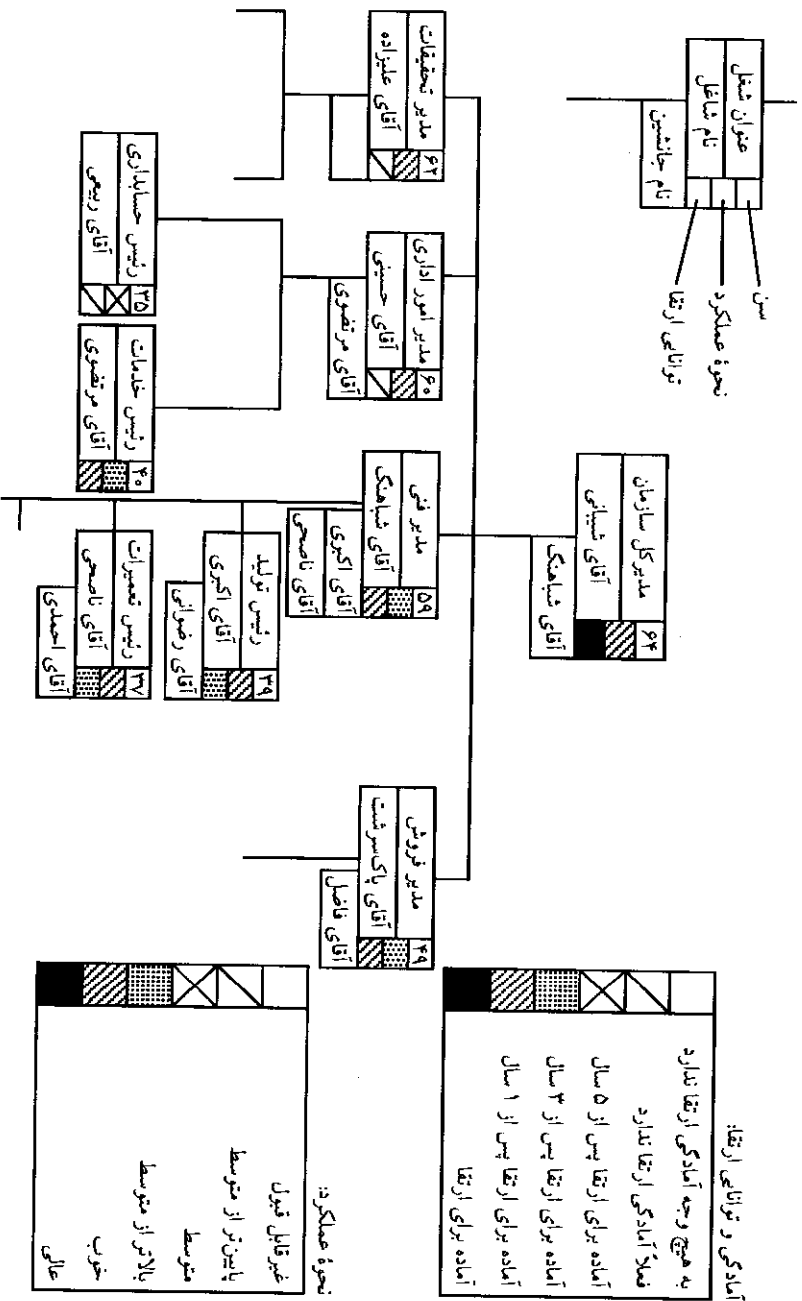 عنوان شغل
نام شاغل
نام جانشین
سن
نحوهٔ عملکرد
توانایی ارتقا
مدیر کل سازمان
آقای شیبانی
۶۴
آقای شباهنگ
مدیر تحقیقات
آقای علیزاده
۶۲
مدیر امور اداری
آقای حسینی
۶۰
آقای مرتضوی
مدیر فنی
آقای شباهنگ
۵۹
آقای اکبری
آقای ناصحی
مدیر فروش
آقای پاک‌سرشت
۴۹
آقای فاضل
رئیس حسابداری
آقای ربیعی
۳۵
رئیس خدمات
آقای مرتضوی
۴۰
رئیس تولید
آقای اکبری
۳۹
آقای رضوانی
رئیس تعمیرات
آقای ناصحی
۳۷
آقای احمدی
آمادگی و توانایی ارتقا:
به هیچ وجه آمادگی ارتقا ندارد
فعلاً آمادگی ارتقا ندارد
آماده برای ارتقا پس از ۵ سال
آماده برای ارتقا پس از ۳ سال
آماده برای ارتقا پس از ۱ سال
آماده برای ارتقا
نحوهٔ عملکرد:
غیرقابل قبول
پایین‌تر از متوسط
متوسط
بالاتر از متوسط
خوب
عالی